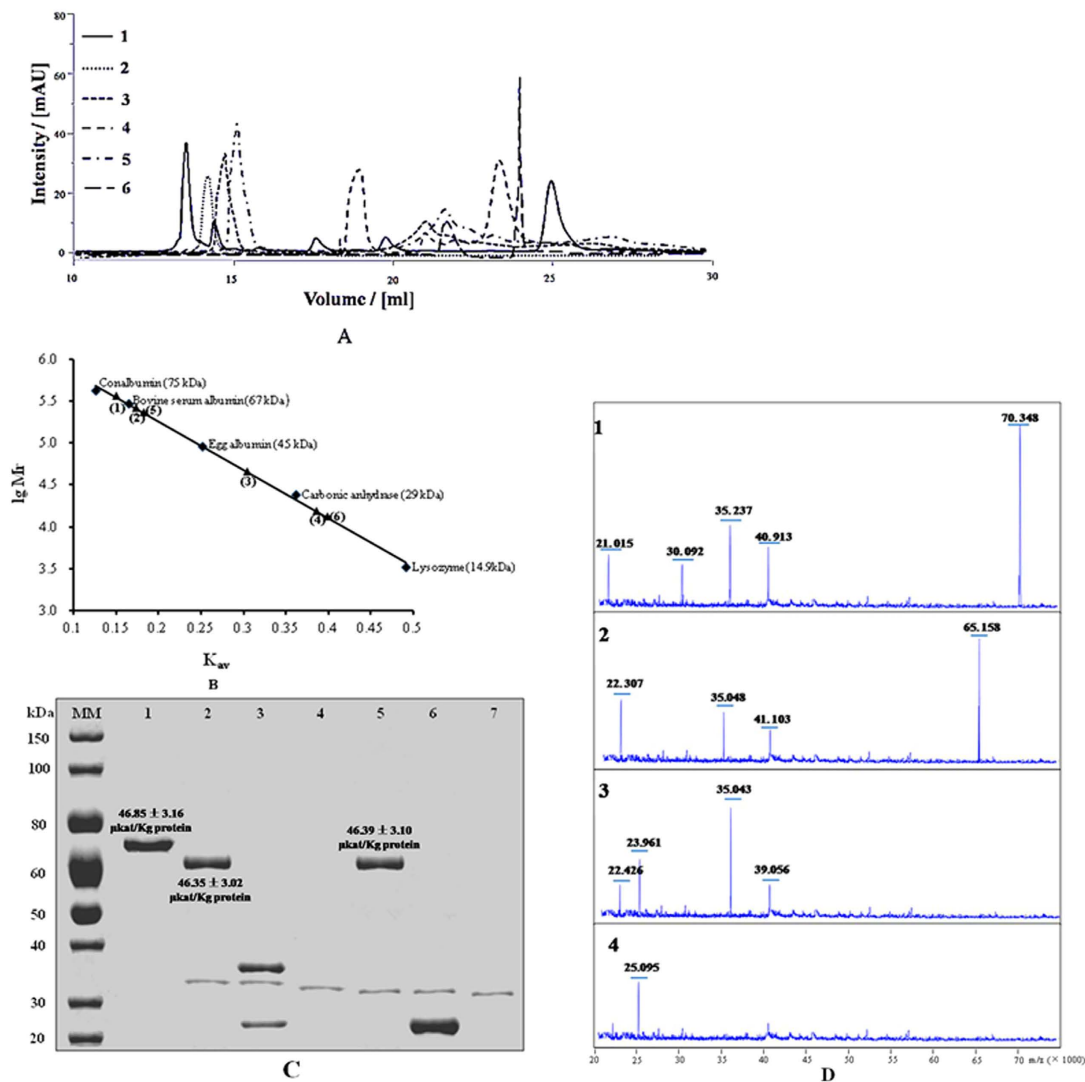 80
60
40
20
0
Intensity / [mAU]
1
2
3
4
5
6
10
15
20
25
30
Volume / [ml]
A
6.0
5.5
5.0
4.5
4.0
3.5
3.0
lg Mr
Conalbumin (75 kDa)
Bovine serum albumin (67 kDa}
(1)
(2)
(5)
Egg albumin (45 kDa)
(3)
Carbonic anhydrase (29 kDa)
(4)
(6)
Lysozyme (14.9kDa)
0.1 0.15 0.2 0.25 0.3 0.35 0.4 0.45 0.5
Kav
B
kDa MM 1 2 3 4 5 6 7
150
100
80
60
50
40
30
20
46.85 ± 3.16
μkat/Kg protein
46.35 ± 3.02
μkat/Kg protein
46.39 ± 3.10
μkat/Kg protein
C
1
21.015
30.092
35.237
40.913
70.348
2
22.307
35.048
41.103
65.158
3
22.426
23.961
35.043
39.056
4
25.095
20 30 40 50 60 65 70 m/z (× 1000)
D